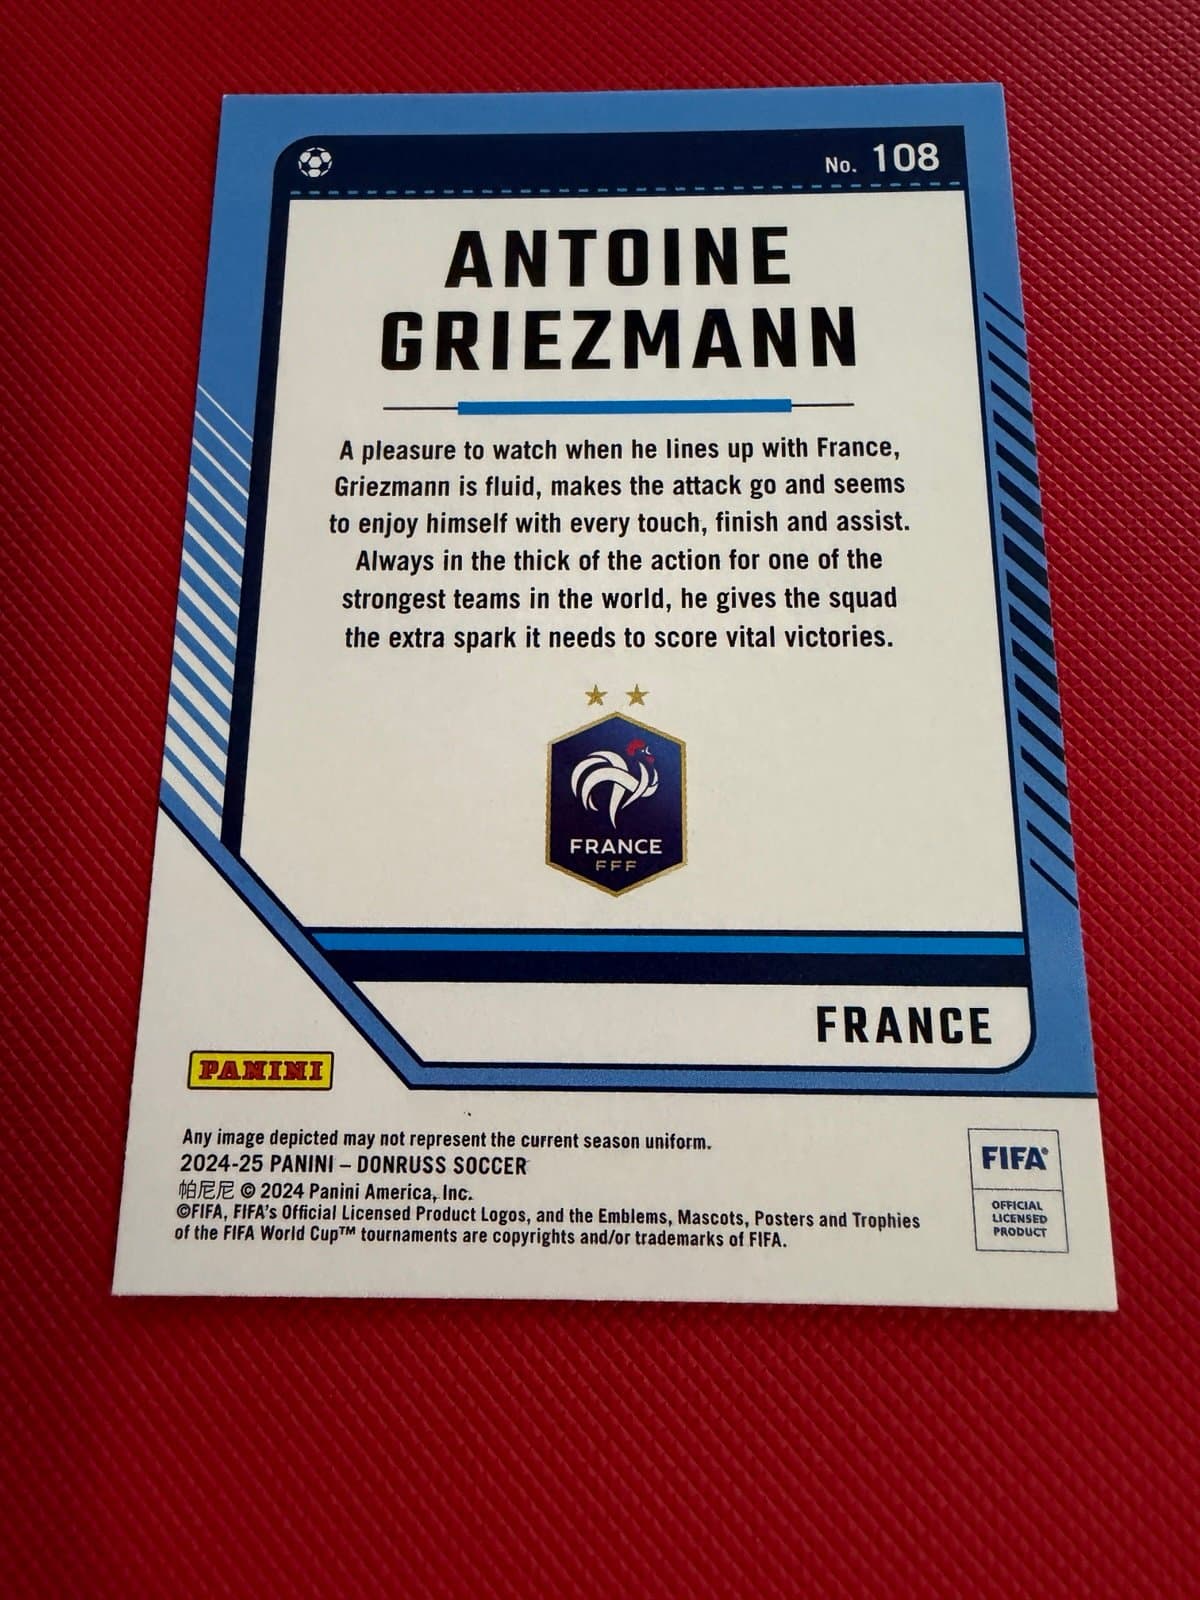 No. 108
ANTOINE
GRIEZMANN
A pleasure to watch when he lines up with France,
Griezmann is fluid, makes the attack go and seems
to enjoy himself with every touch, finish and assist.
Always in the thick of the action for one of the
strongest teams in the world, he gives the squad
the extra spark it needs to score vital victories.
FRANCE
FFF
FRANCE
PANINI
Any image depicted may not represent the current season uniform.
2024-25 PANINI – DONRUSS SOCCER
帕尼尼 © 2024 Panini America, Inc.
©FIFA, FIFA's Official Licensed Product Logos, and the Emblems, Mascots, Posters and Trophies
of the FIFA World Cup™ tournaments are copyrights and/or trademarks of FIFA.
FIFA®
OFFICIAL
LICENSED
PRODUCT